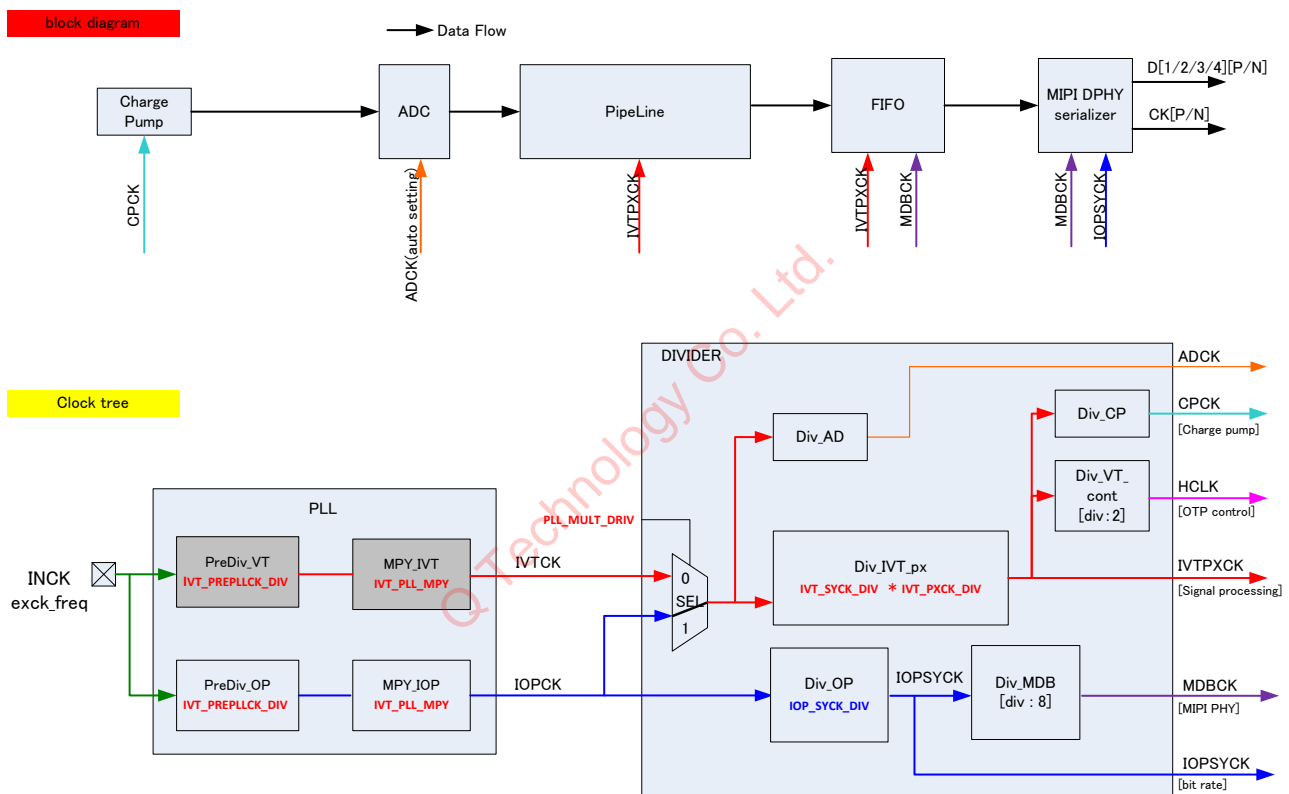 block diagram
Data Flow
Charge
Pump
ADC
PipeLine
FIFO
MIPI DPHY
serializer
D[1/2/3/4][P/N]
CK[P/N]
CPCK
ADCK(auto setting)
IVTPXCK
IVTPXCK
MDBCK
MDBCK
IOPSYCK
Q Technology Co. Ltd.
Clock tree
DIVIDER
ADCK
Div_AD
Div_CP
CPCK
[Charge pump]
Div_VT_
cont
[div:2]
HCLK
[OTP control]
PLL
PLL_MULT_DRIV
INCK
exck_freq
PreDiv_VT
IVT_PREPLLCK_DIV
MPY_IVT
IVT_PLL_MPY
IVTCK
0
SEL
1
Div_IVT_px
IVT_SYCK_DIV * IVT_PXCK_DIV
IVTPXCK
[Signal processing]
PreDiv_OP
IVT_PREPLLCK_DIV
MPY_IOP
IVT_PLL_MPY
IOPCK
Div_OP
IOP_SYCK_DIV
IOPSYCK
Div_MDB
[div : 8]
MDBCK
[MIPI PHY]
IOPSYCK
[bit rate]